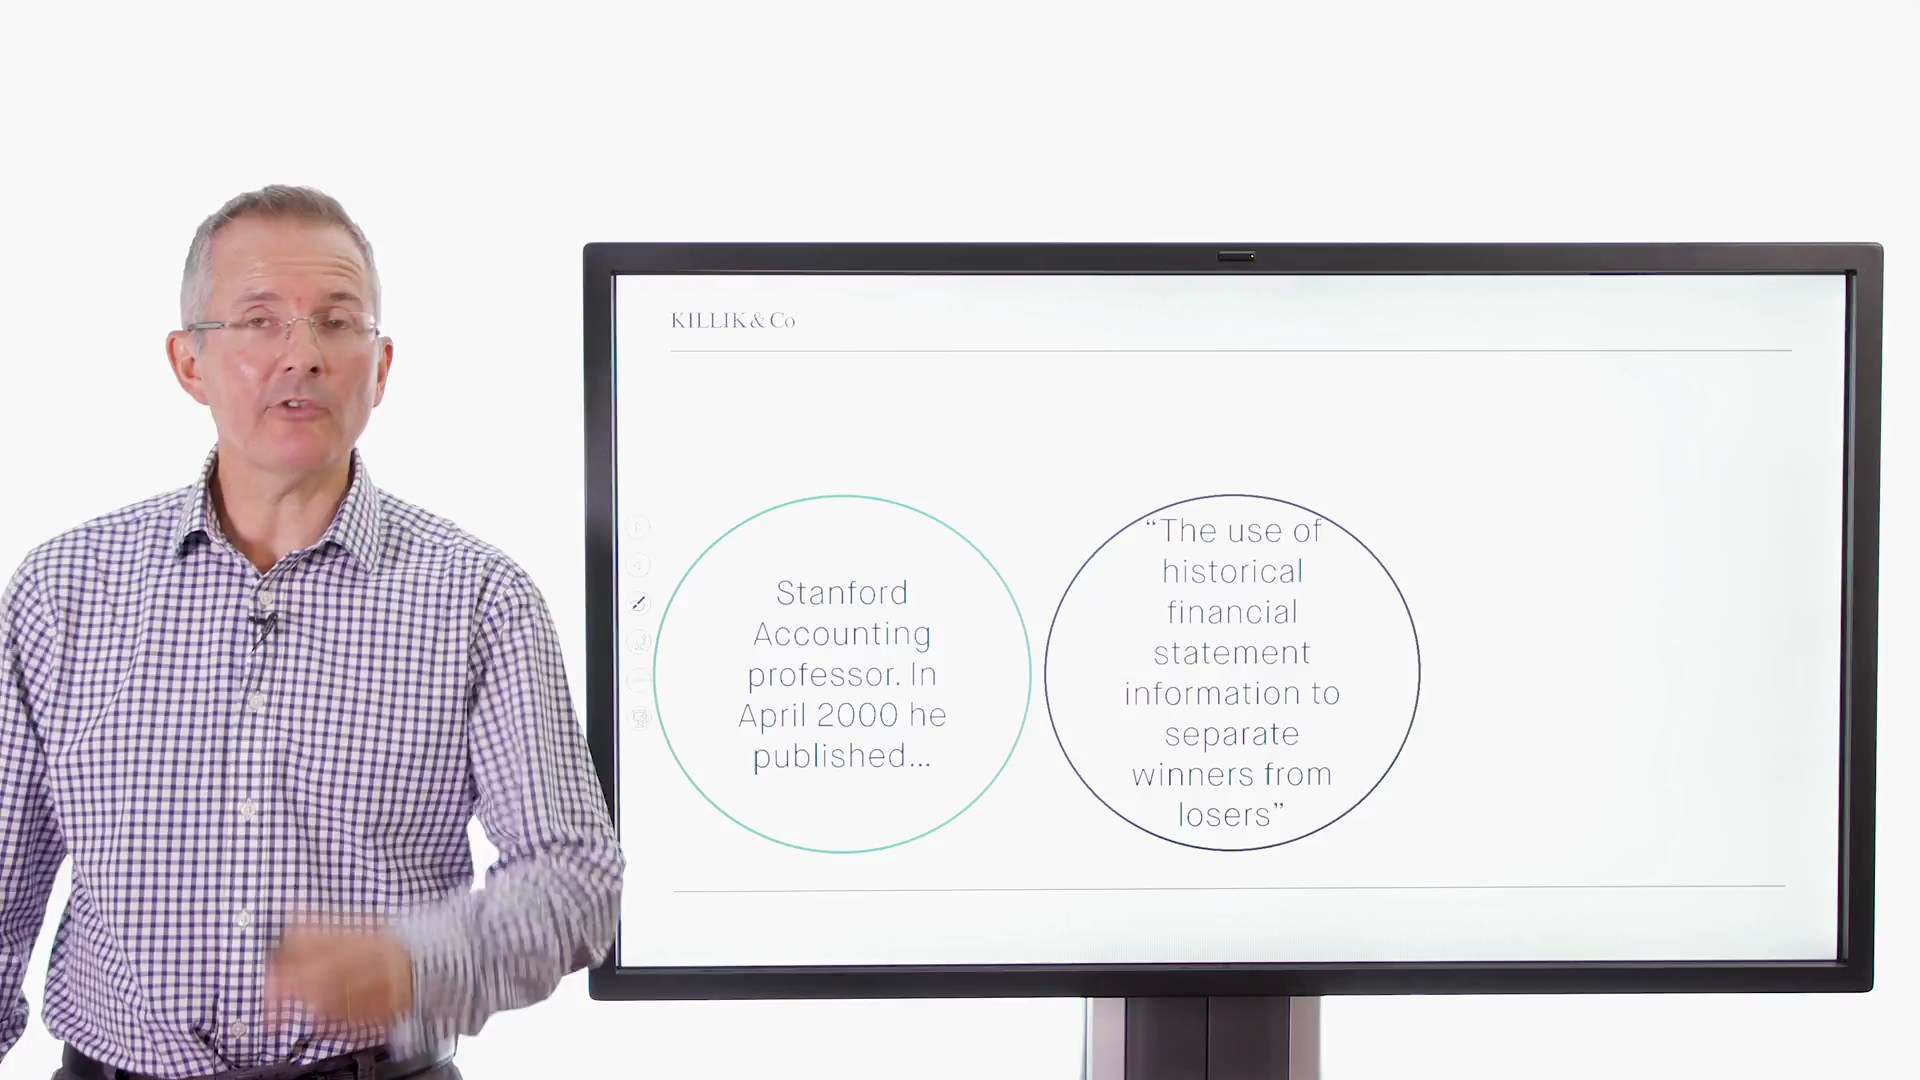 KILLIK & Co
Stanford
Accounting
professor. In
April 2000 he
published...
“The use of
historical
financial
statement
information to
separate
winners from
losers”